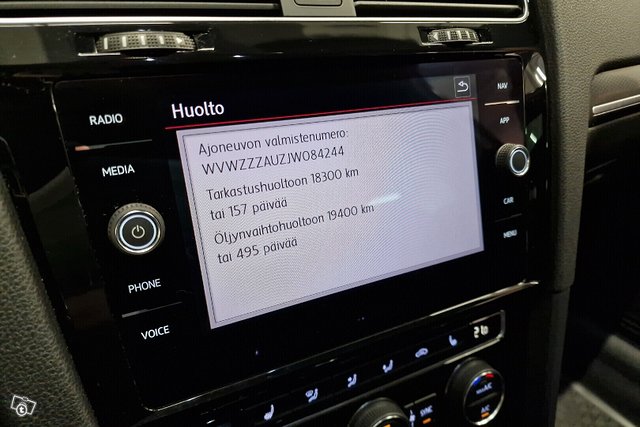 RADIO
MEDIA
PHONE
VOICE
Huolto
Ajoneuvon valmistenumero:
WVWZZZAUZJW084244
Tarkastushuoltoon 18300 km
tai 157 päivää
Öljynvaihtohuoltoon 19400 km
tai 495 päivää
NAV
APP
CAR
MENU
SYNC
A/C